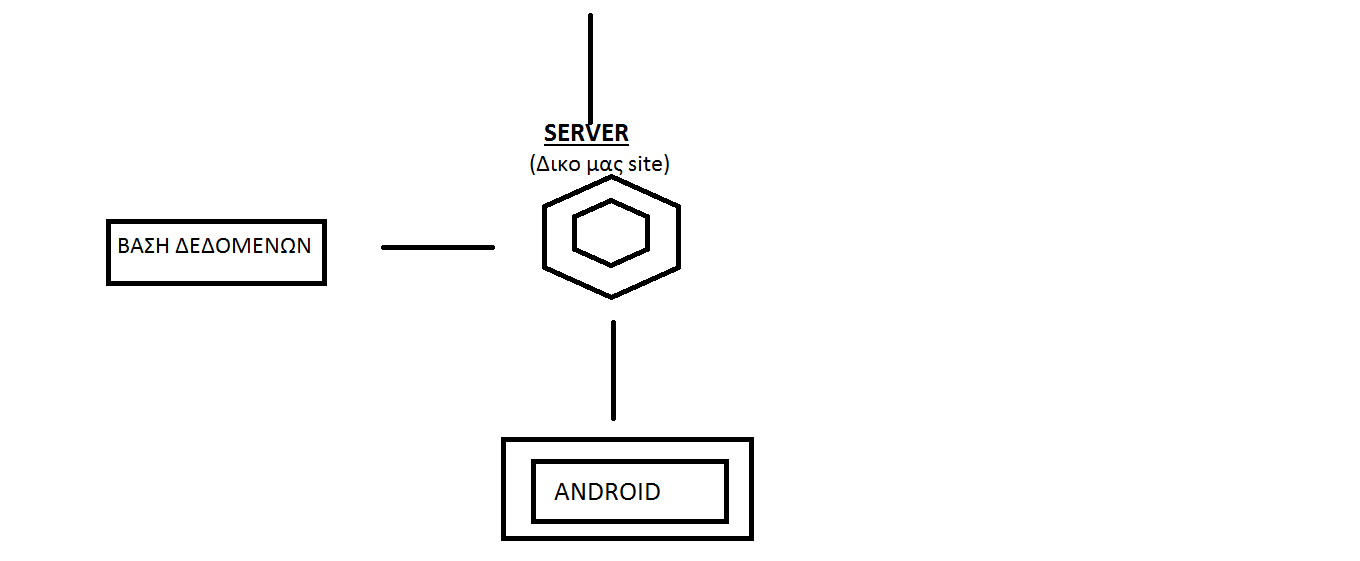 SERVER
(Δικο μας site)
ΒΑΣΗ ΔΕΔΟΜΕΝΩΝ
ANDROID